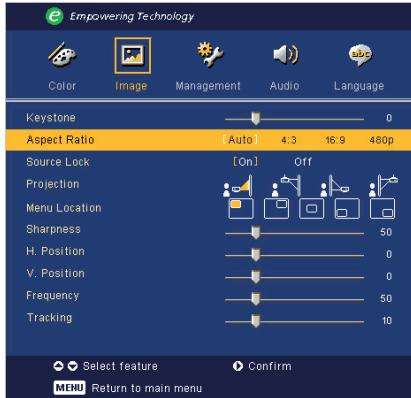 e Empowering Technology
abc
Color Image Management Audio Language
Keystone 0
Aspect Ratio [Auto] 4:3 16:9 480p
Source Lock [On] Off
Projection
Menu Location
Sharpness 50
H. Position 0
V. Position 0
Frequency 50
Tracking 10
Select feature Confirm
MENU Return to main menu